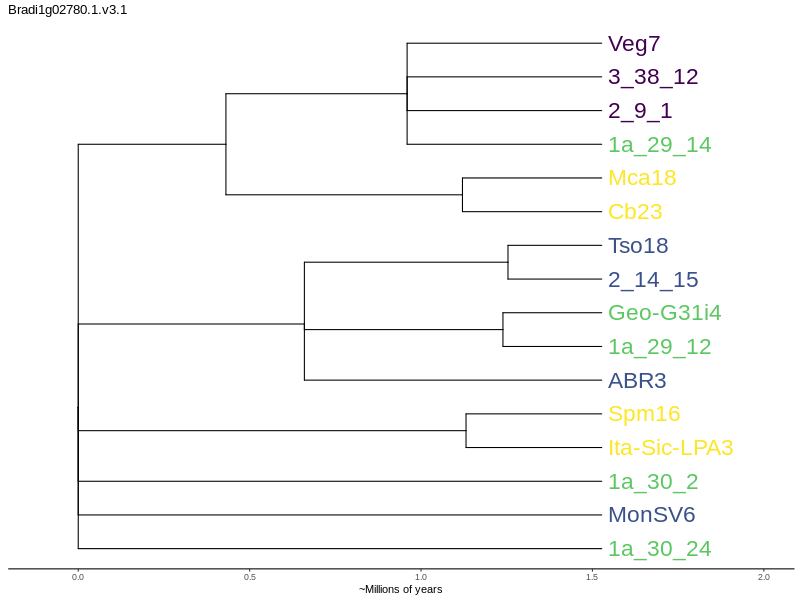 Bradi1g02780.1.v3.1
Veg7
3_38_12
2_9_1
1a_29_14
Mca18
Cb23
Tso18
2_14_15
Geo-G31i4
1a_29_12
ABR3
Spm16
Ita-Sic-LPA3
1a_30_2
MonSV6
1a_30_24
0.0 0.5 1.0 1.5 2.0
~Millions of years